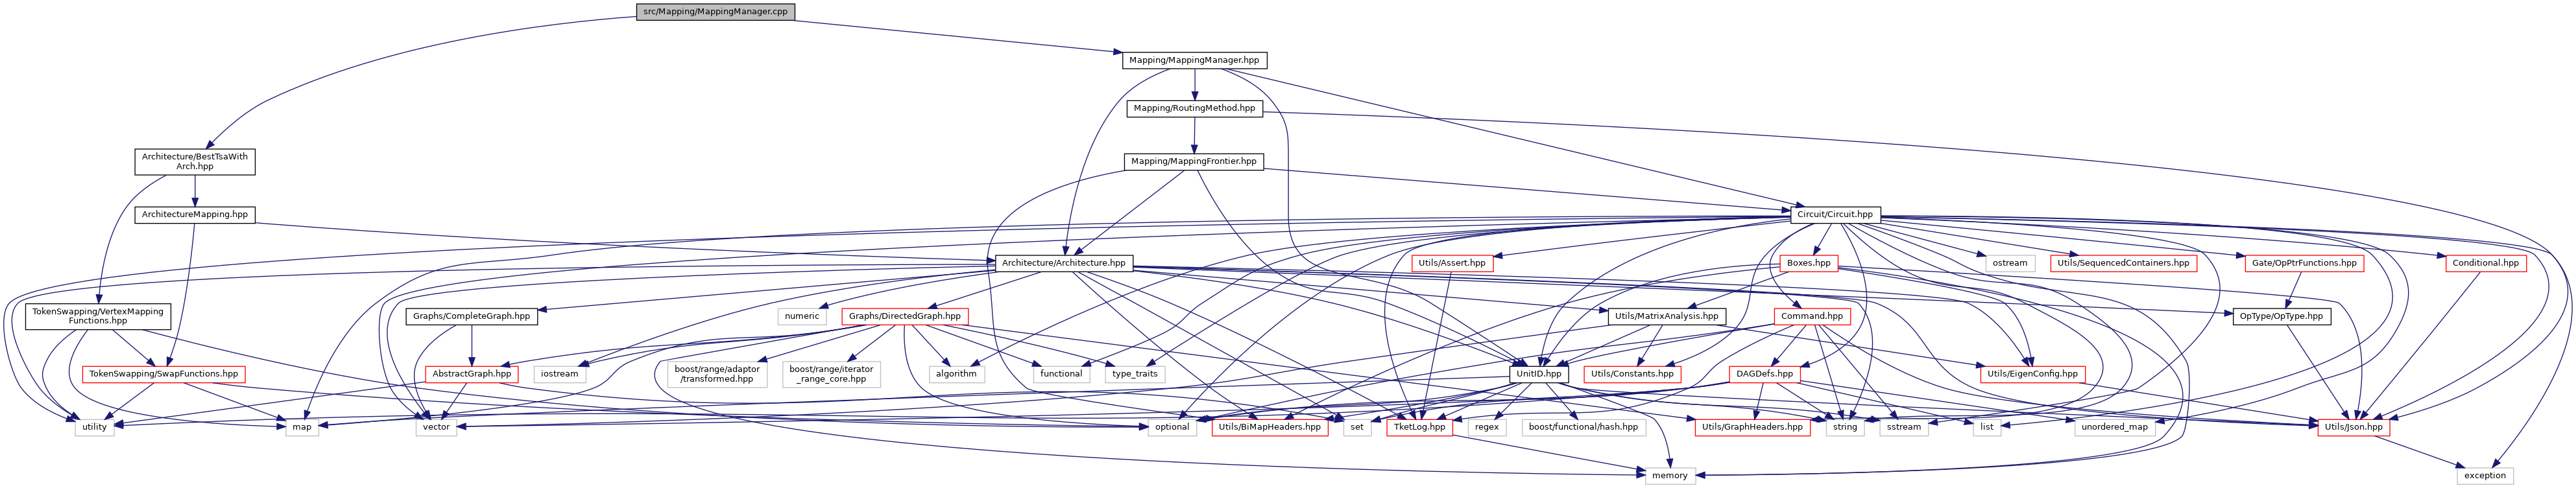 src/Mapping/MappingManager.cpp
Mapping/MappingManager.hpp
Mapping/RoutingMethod.hpp
Architecture/BestTsaWith
Arch.hpp
Mapping/MappingFrontier.hpp
ArchitectureMapping.hpp
Circuit/Circuit.hpp
Architecture/Architecture.hpp
Utils/Assert.hpp
Boxes.hpp
ostream
Utils/SequencedContainers.hpp
Gate/OpPtrFunctions.hpp
Conditional.hpp
TokenSwapping/VertexMapping
Functions.hpp
Graphs/CompleteGraph.hpp
numeric
Graphs/DirectedGraph.hpp
Utils/MatrixAnalysis.hpp
Command.hpp
OpType/OpType.hpp
TokenSwapping/SwapFunctions.hpp
AbstractGraph.hpp
iostream
boost/range/adaptor
/transformed.hpp
boost/range/iterator
_range_core.hpp
algorithm
functional
type_traits
UnitID.hpp
Utils/Constants.hpp
DAGDefs.hpp
Utils/EigenConfig.hpp
utility
map
vector
optional
Utils/BiMapHeaders.hpp
set
TketLog.hpp
regex
boost/functional/hash.hpp
Utils/GraphHeaders.hpp
string
sstream
list
unordered_map
Utils/Json.hpp
memory
exception